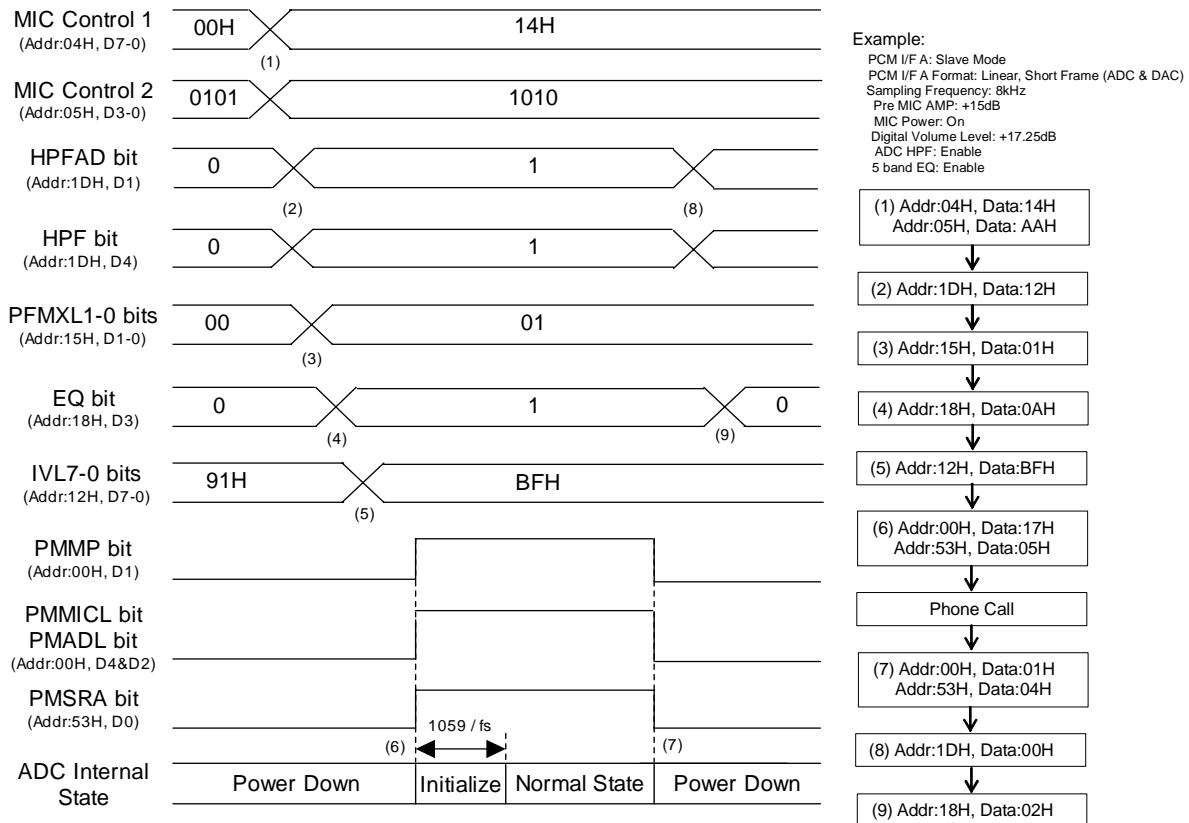 MIC Control 1
(Addr:04H, D7-0)
00H
14H
(1)
MIC Control 2
(Addr:05H, D3-0)
0101
1010
HPFAD bit
(Addr:1DH, D1)
0
1
(2)
(8)
HPF bit
(Addr:1DH, D4)
0
1
PFMXL1-0 bits
(Addr:15H, D1-0)
00
01
(3)
EQ bit
(Addr:18H, D3)
0
1
0
(4)
(9)
IVL7-0 bits
(Addr:12H, D7-0)
91H
BFH
(5)
PMMP bit
(Addr:00H, D1)
PMMICL bit
PMADL bit
(Addr:00H, D4&D2)
PMSRA bit
(Addr:53H, D0)
1059 / fs
(6)
(7)
ADC Internal
State
Power Down
Initialize
Normal State
Power Down
Example:
PCM I/F A: Slave Mode
PCM I/F A Format: Linear, Short Frame (ADC & DAC)
Sampling Frequency: 8kHz
Pre MIC AMP: +15dB
MIC Power: On
Digital Volume Level: +17.25dB
ADC HPF: Enable
5 band EQ: Enable
(1) Addr:04H, Data:14H
Addr:05H, Data: AAH
(2) Addr:1DH, Data:12H
(3) Addr:15H, Data:01H
(4) Addr:18H, Data:0AH
(5) Addr:12H, Data:BFH
(6) Addr:00H, Data:17H
Addr:53H, Data:05H
Phone Call
(7) Addr:00H, Data:01H
Addr:53H, Data:04H
(8) Addr:1DH, Data:00H
(9) Addr:18H, Data:02H